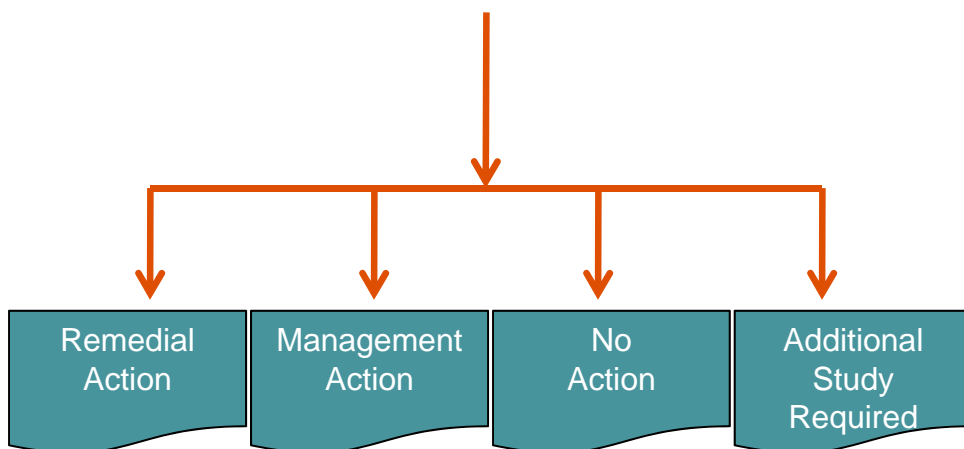 Remedial
Action
Management
Action
No
Action
Additional
Study
Required